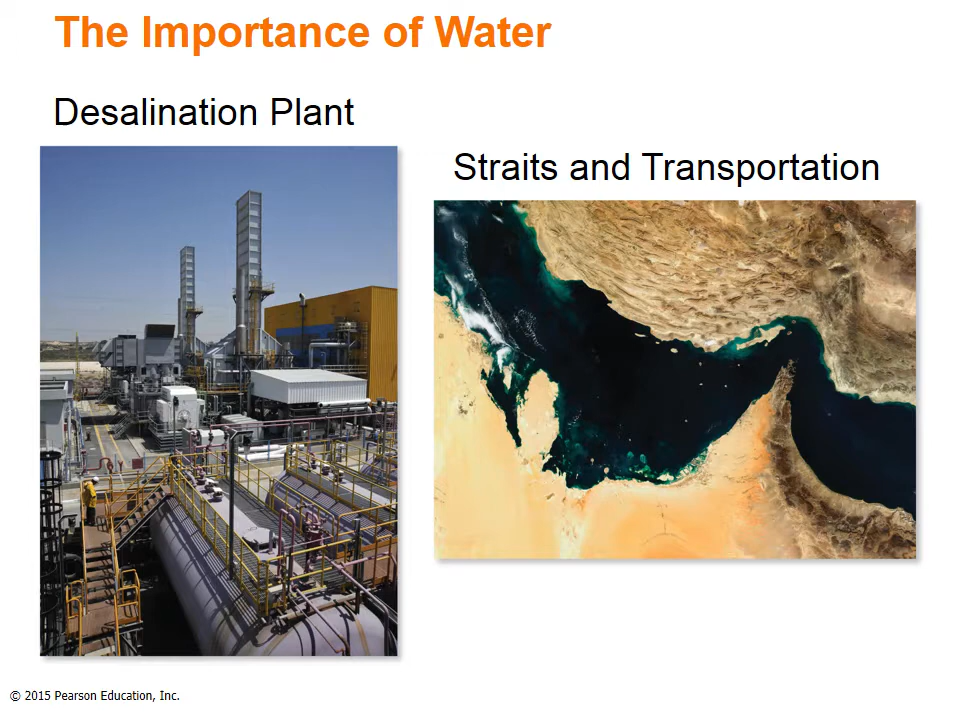 The Importance of Water
Desalination Plant
Straits and Transportation
© 2015 Pearson Education, Inc.